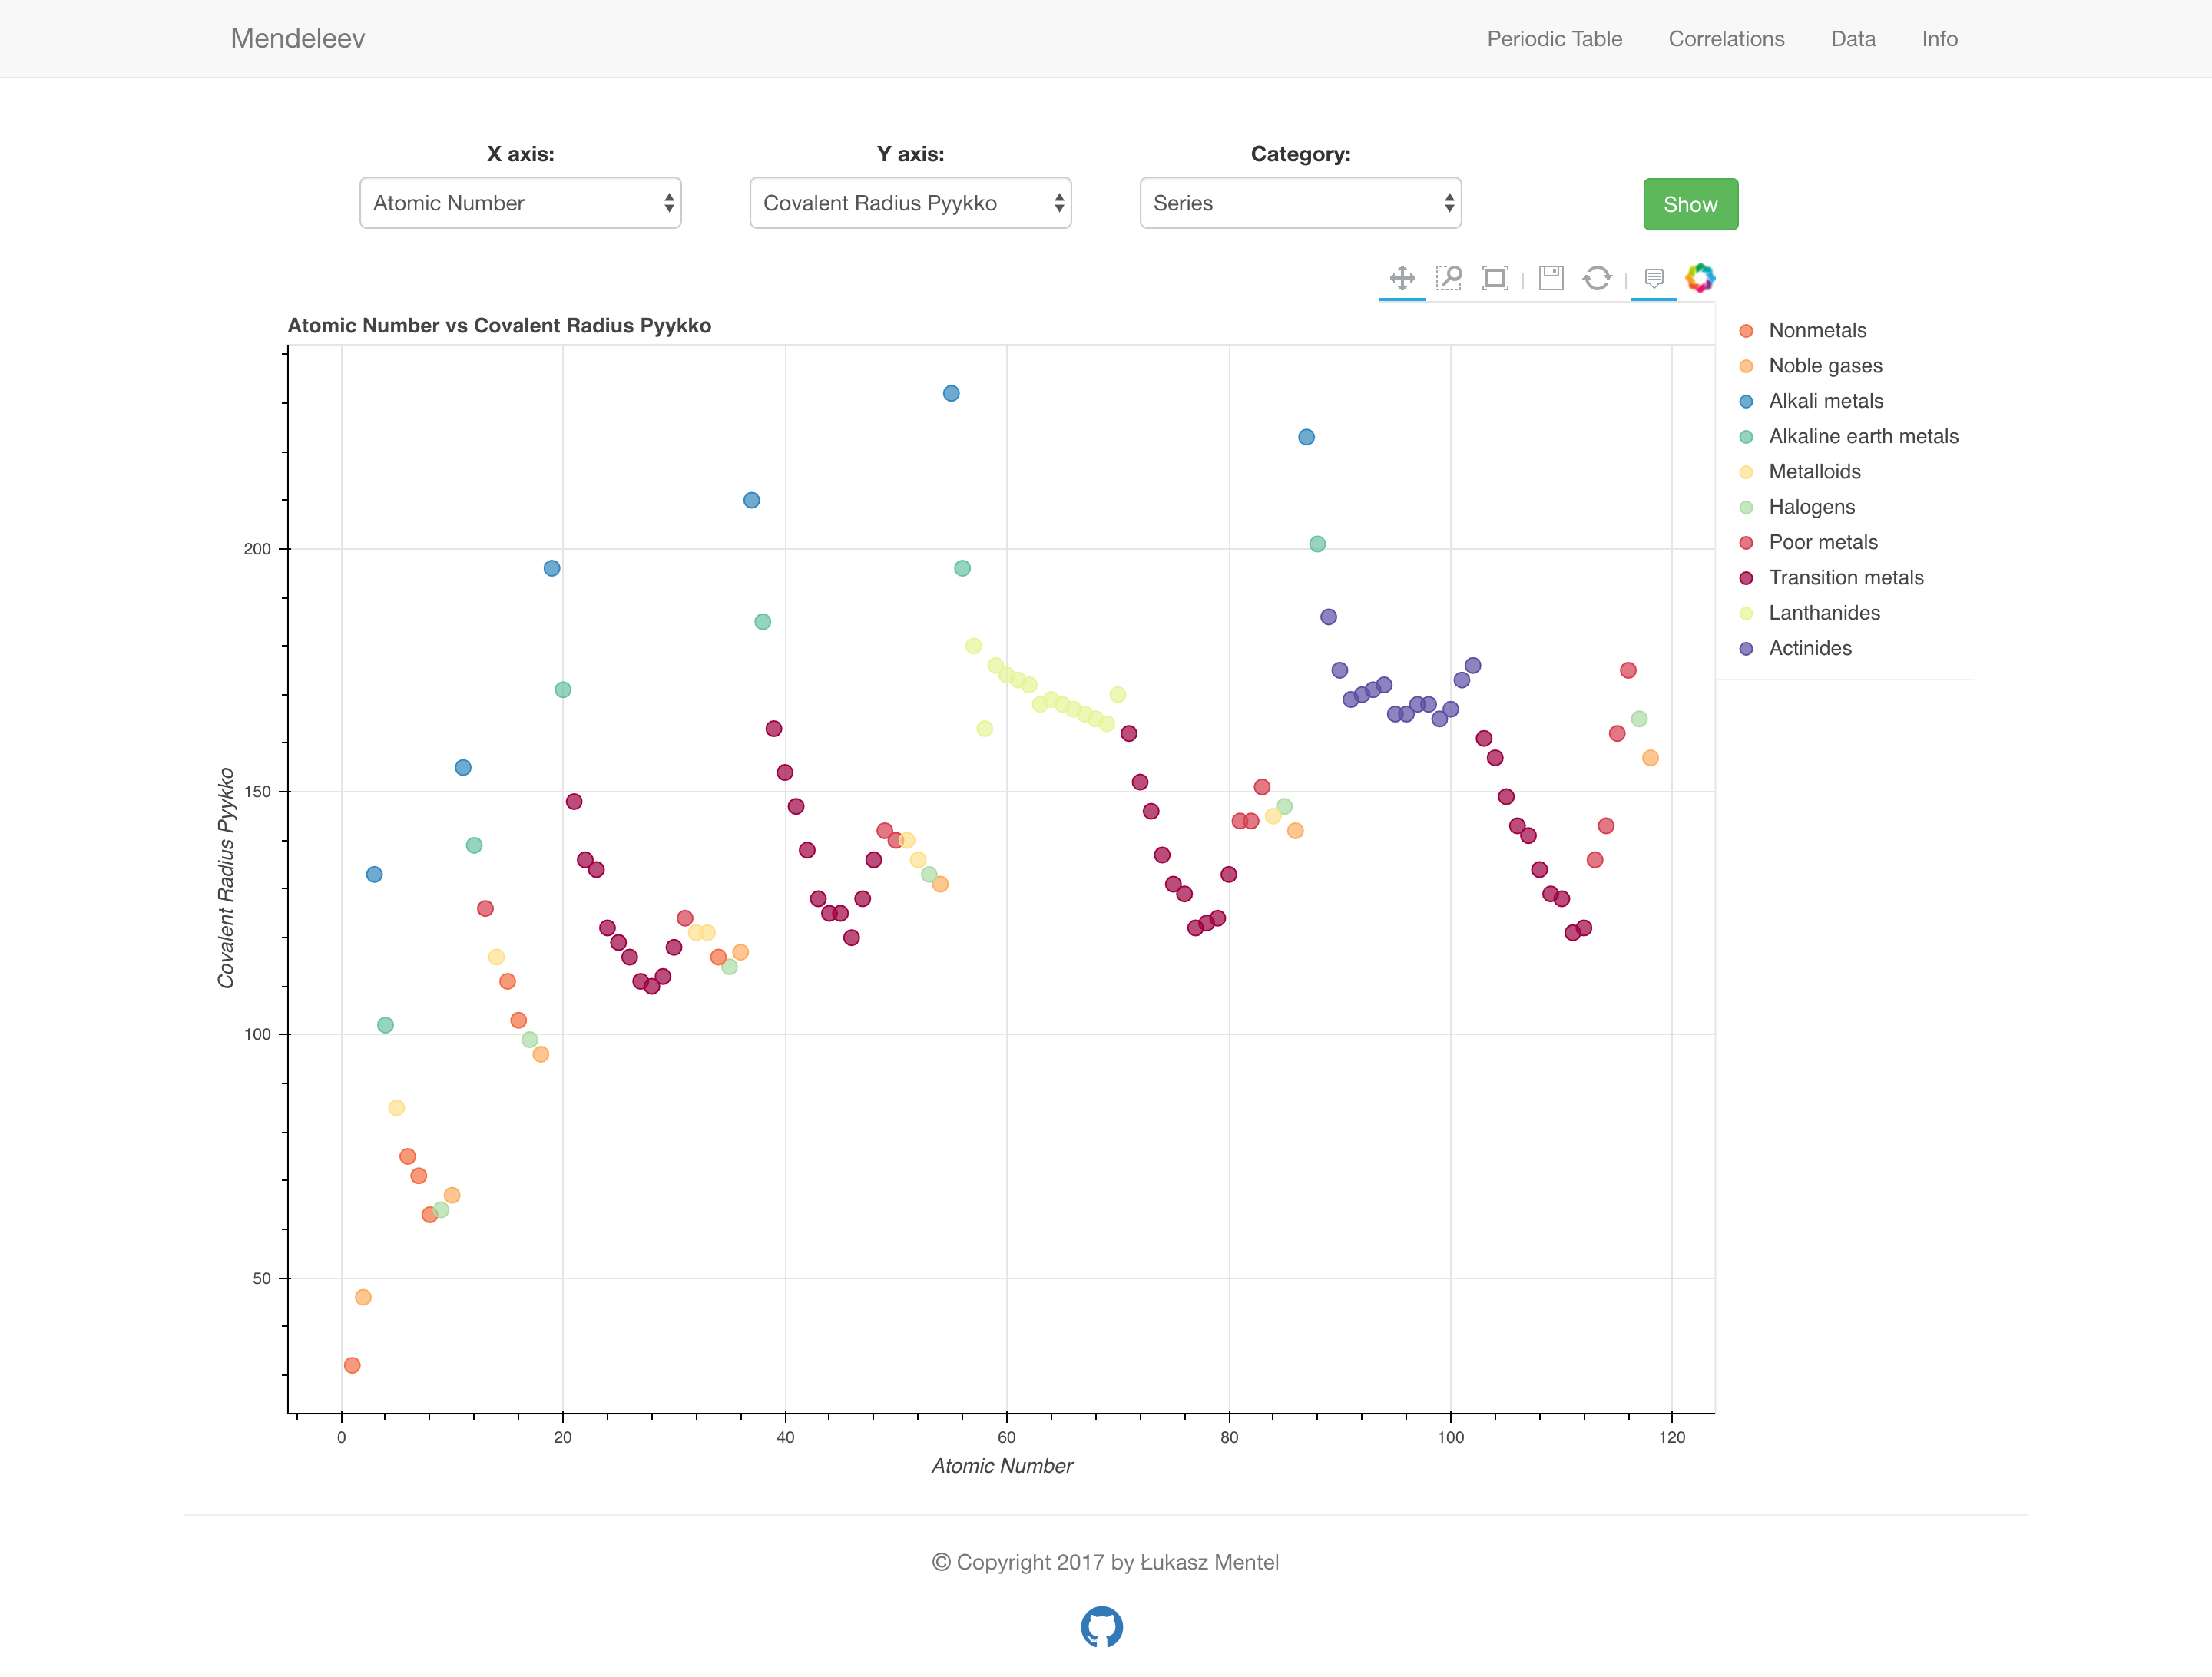 Mendeleev
Periodic Table Correlations Data Info
X axis: Y axis: Category:
Atomic Number Covalent Radius Pyykko Series Show
Atomic Number vs Covalent Radius Pyykko
Nonmetals
Noble gases
Alkali metals
Alkaline earth metals
Metalloids
Halogens
Poor metals
Transition metals
Lanthanides
Actinides
Covalent Radius Pyykko
200
150
100
50
0 20 40 60 80 100 120
Atomic Number
© Copyright 2017 by Łukasz Mentel